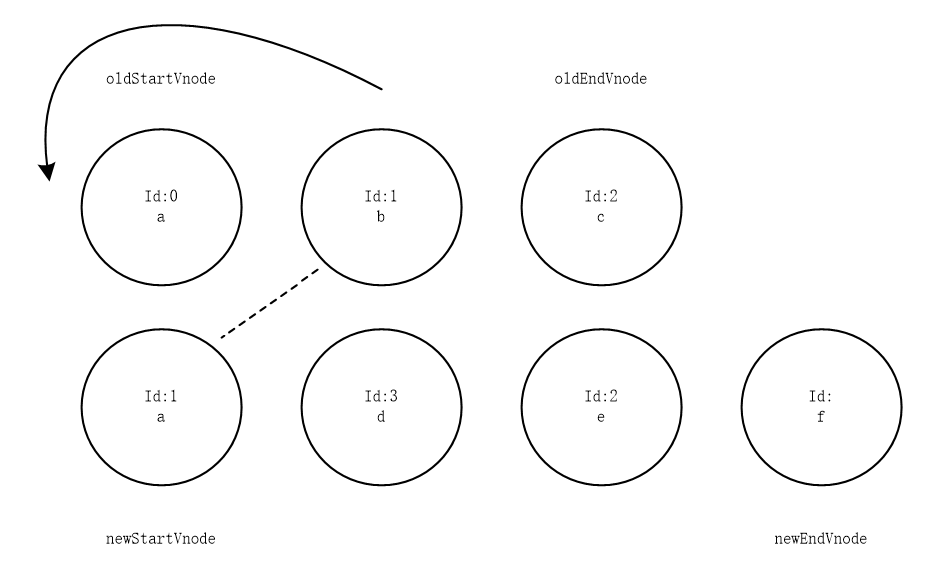 oldStartVnode
oldEndVnode
Id:0
a
Id:1
b
Id:2
c
Id:1
a
Id:3
d
Id:2
e
Id:
f
newStartVnode
newEndVnode